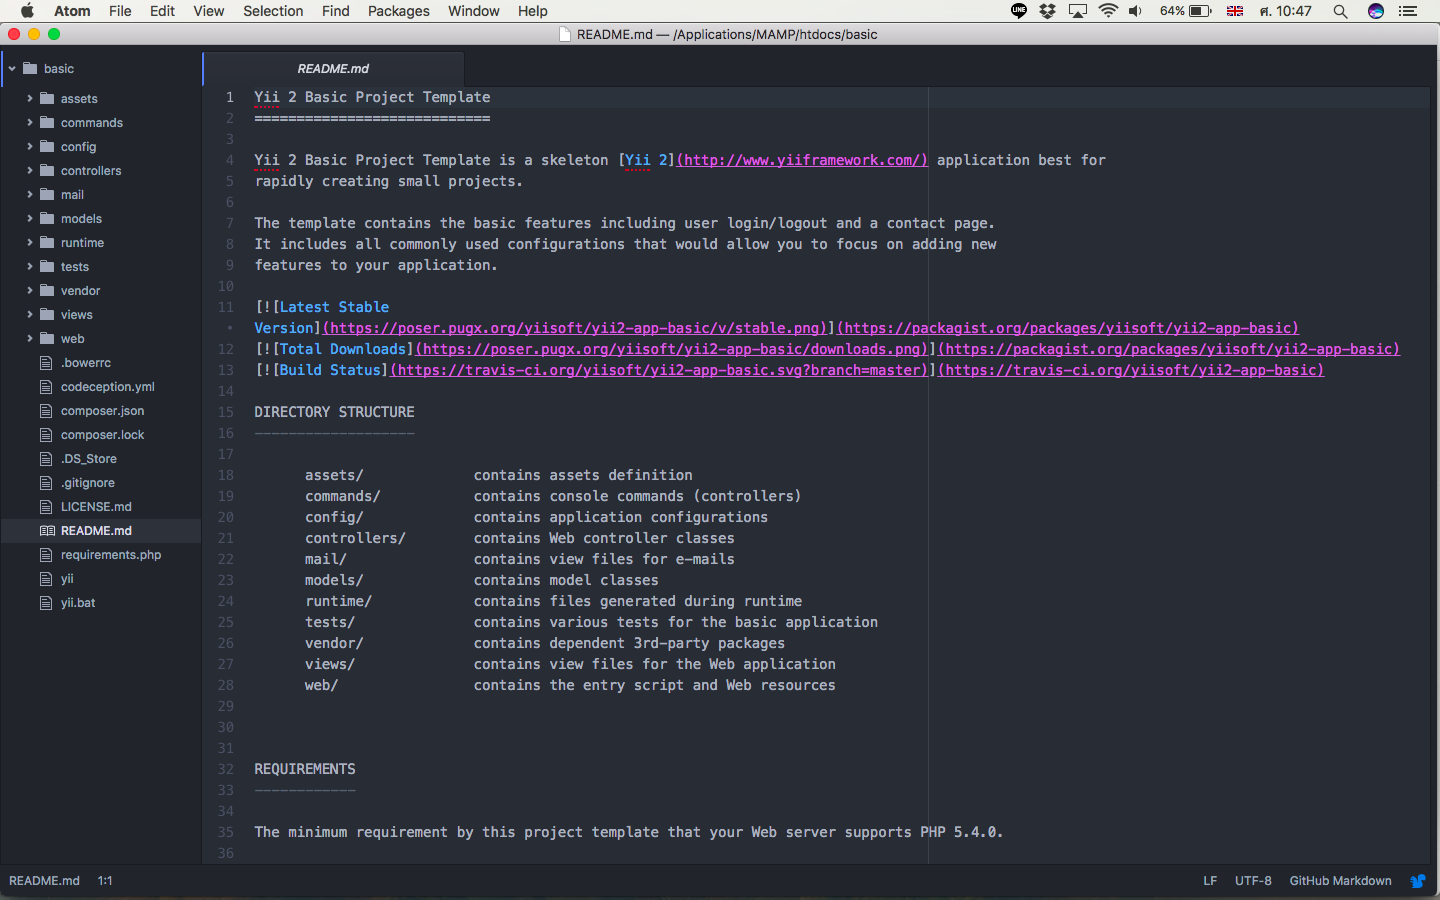 Atom File Edit View Selection Find Packages Window Help LINE 64% ศ. 10:47
README.md — /Applications/MAMP/htdocs/basic
basic
assets
commands
config
controllers
mail
models
runtime
tests
vendor
views
web
.bowerrc
codeception.yml
composer.json
composer.lock
.DS_Store
.gitignore
LICENSE.md
README.md
requirements.php
yii
yii.bat
README.md
1 Yii 2 Basic Project Template
2 ============================
3
4 Yii 2 Basic Project Template is a skeleton [Yii 2](http://www.yiiframework.com/) application best for
5 rapidly creating small projects.
6
7 The template contains the basic features including user login/logout and a contact page.
8 It includes all commonly used configurations that would allow you to focus on adding new
9 features to your application.
10
11 [![Latest Stable
• Version](https://poser.pugx.org/yiisoft/yii2-app-basic/v/stable.png)](https://packagist.org/packages/yiisoft/yii2-app-basic)
12 [![Total Downloads](https://poser.pugx.org/yiisoft/yii2-app-basic/downloads.png)](https://packagist.org/packages/yiisoft/yii2-app-basic)
13 [![Build Status](https://travis-ci.org/yiisoft/yii2-app-basic.svg?branch=master)](https://travis-ci.org/yiisoft/yii2-app-basic)
14
15 DIRECTORY STRUCTURE
16 -------------------
17
18 assets/ contains assets definition
19 commands/ contains console commands (controllers)
20 config/ contains application configurations
21 controllers/ contains Web controller classes
22 mail/ contains view files for e-mails
23 models/ contains model classes
24 runtime/ contains files generated during runtime
25 tests/ contains various tests for the basic application
26 vendor/ contains dependent 3rd-party packages
27 views/ contains view files for the Web application
28 web/ contains the entry script and Web resources
29
30
31
32 REQUIREMENTS
33 ------------
34
35 The minimum requirement by this project template that your Web server supports PHP 5.4.0.
36
README.md 1:1 LF UTF-8 GitHub Markdown